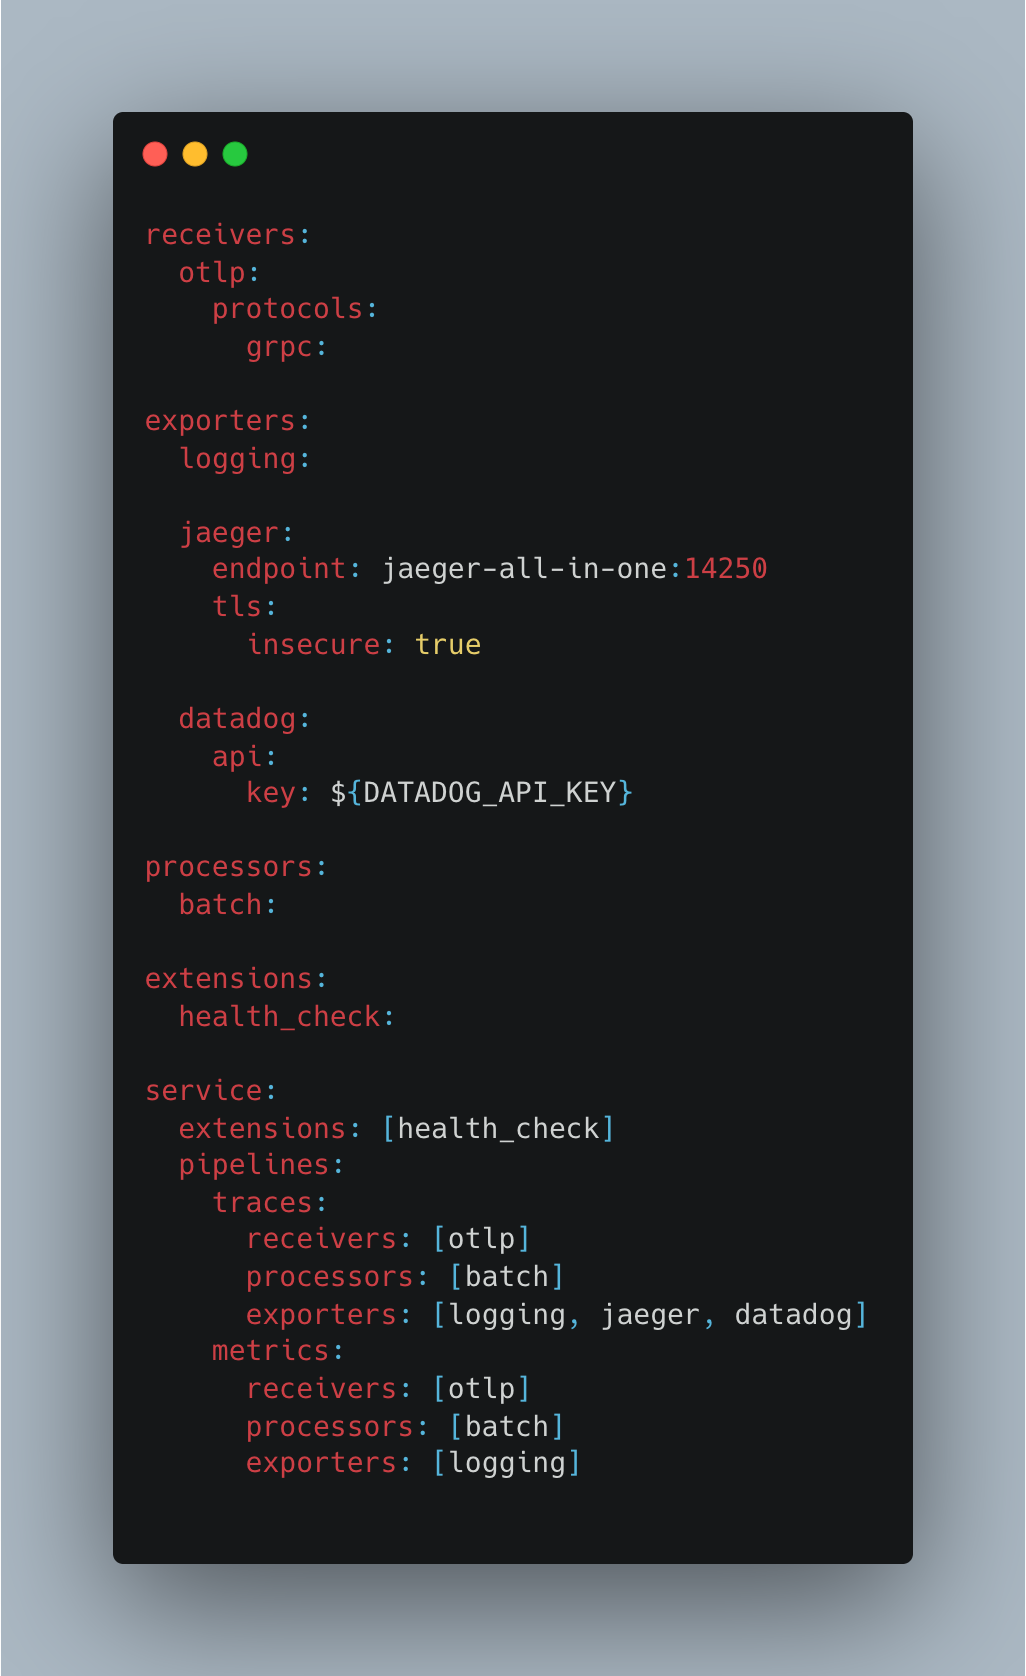 receivers:
  otlp:
    protocols:
      grpc:

exporters:
  logging:

  jaeger:
    endpoint: jaeger-all-in-one:14250
    tls:
      insecure: true

  datadog:
    api:
      key: ${DATADOG_API_KEY}

processors:
  batch:

extensions:
  health_check:

service:
  extensions: [health_check]
  pipelines:
    traces:
      receivers: [otlp]
      processors: [batch]
      exporters: [logging, jaeger, datadog]
    metrics:
      receivers: [otlp]
      processors: [batch]
      exporters: [logging]